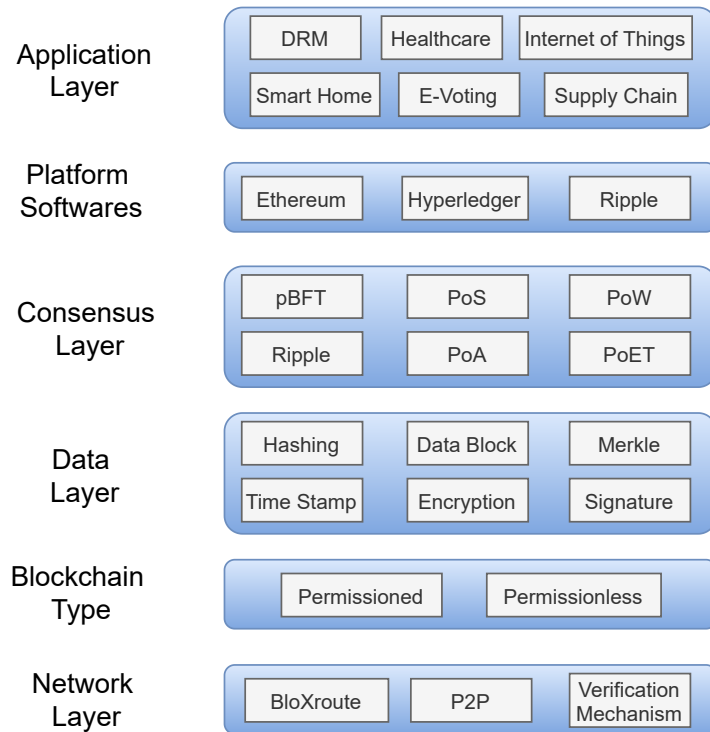 Application
Layer
DRM
Healthcare
Internet of Things
Smart Home
E-Voting
Supply Chain
Platform
Softwares
Ethereum
Hyperledger
Ripple
Consensus
Layer
pBFT
PoS
PoW
Ripple
PoA
PoET
Data
Layer
Hashing
Data Block
Merkle
Time Stamp
Encryption
Signature
Blockchain
Type
Permissioned
Permissionless
Network
Layer
BloXroute
P2P
Verification
Mechanism